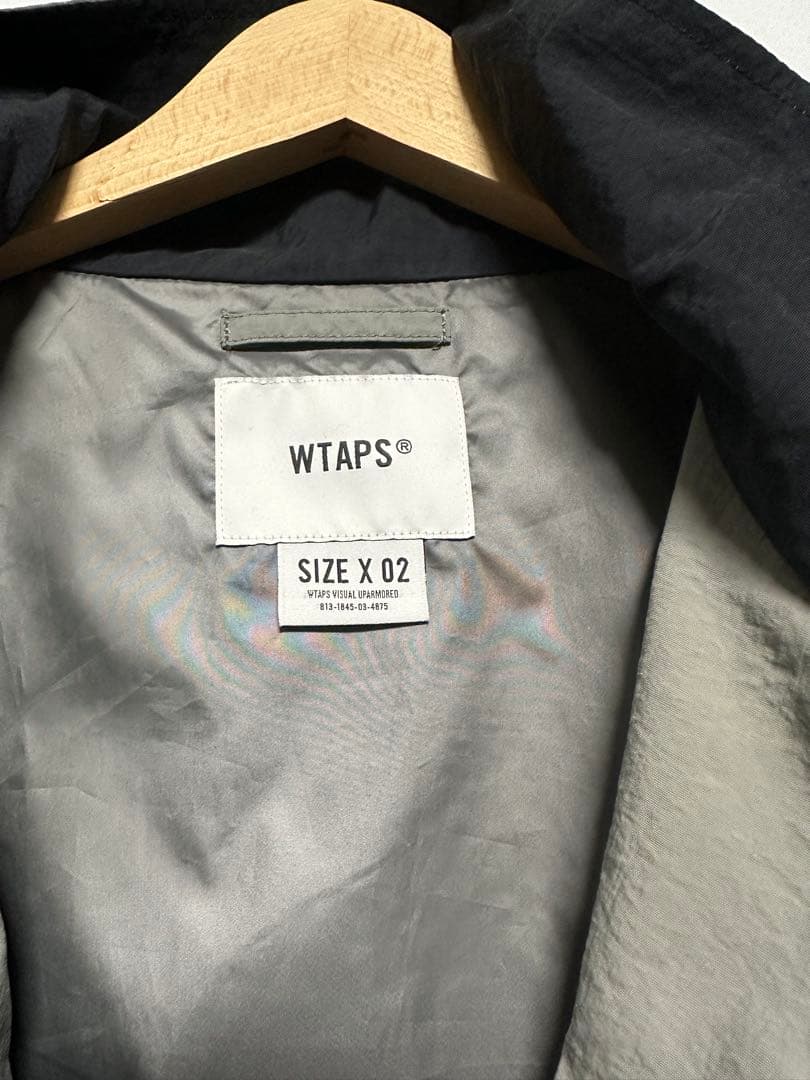 WTAPS®
SIZE X 02
WTAPS VISUAL UPARMORED
813-1845-03-4875